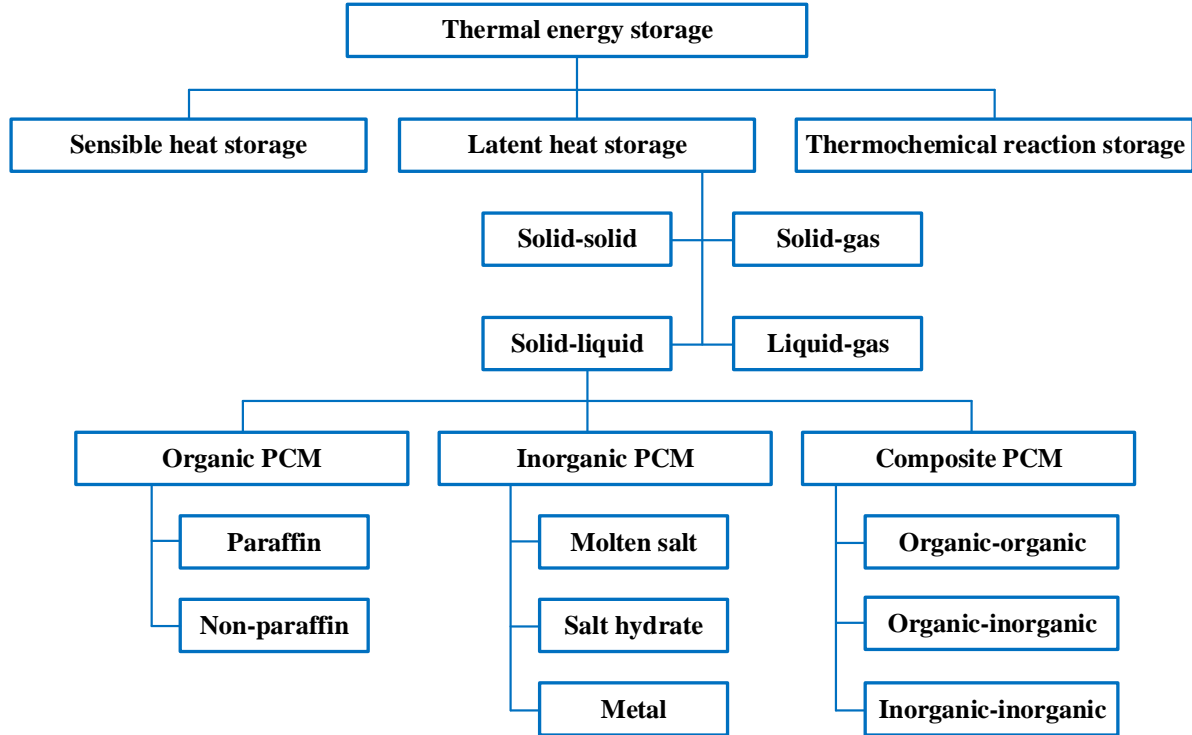 Thermal energy storage
Sensible heat storage
Latent heat storage
Thermochemical reaction storage
Solid-solid
Solid-gas
Solid-liquid
Liquid-gas
Organic PCM
Inorganic PCM
Composite PCM
Paraffin
Molten salt
Organic-organic
Non-paraffin
Salt hydrate
Organic-inorganic
Metal
Inorganic-inorganic